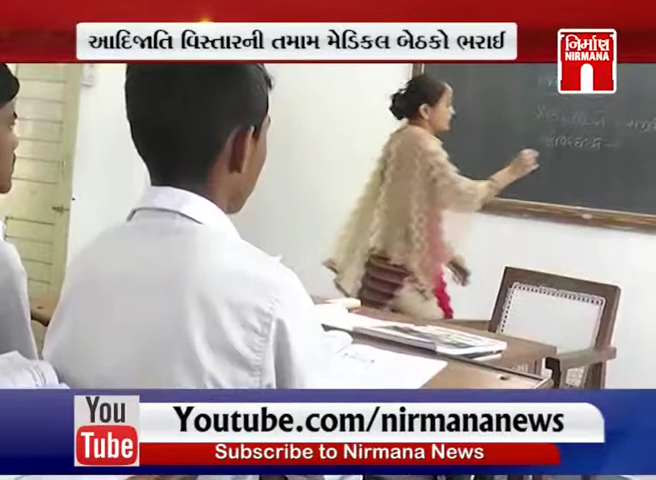 આદિજાતિ વિસ્તારની તમામ મેડિકલ બેઠકો ભરાઈ
નિર્માણ
NIRMANA
You
Tube
Youtube.com/nirmananews
Subscribe to Nirmana News